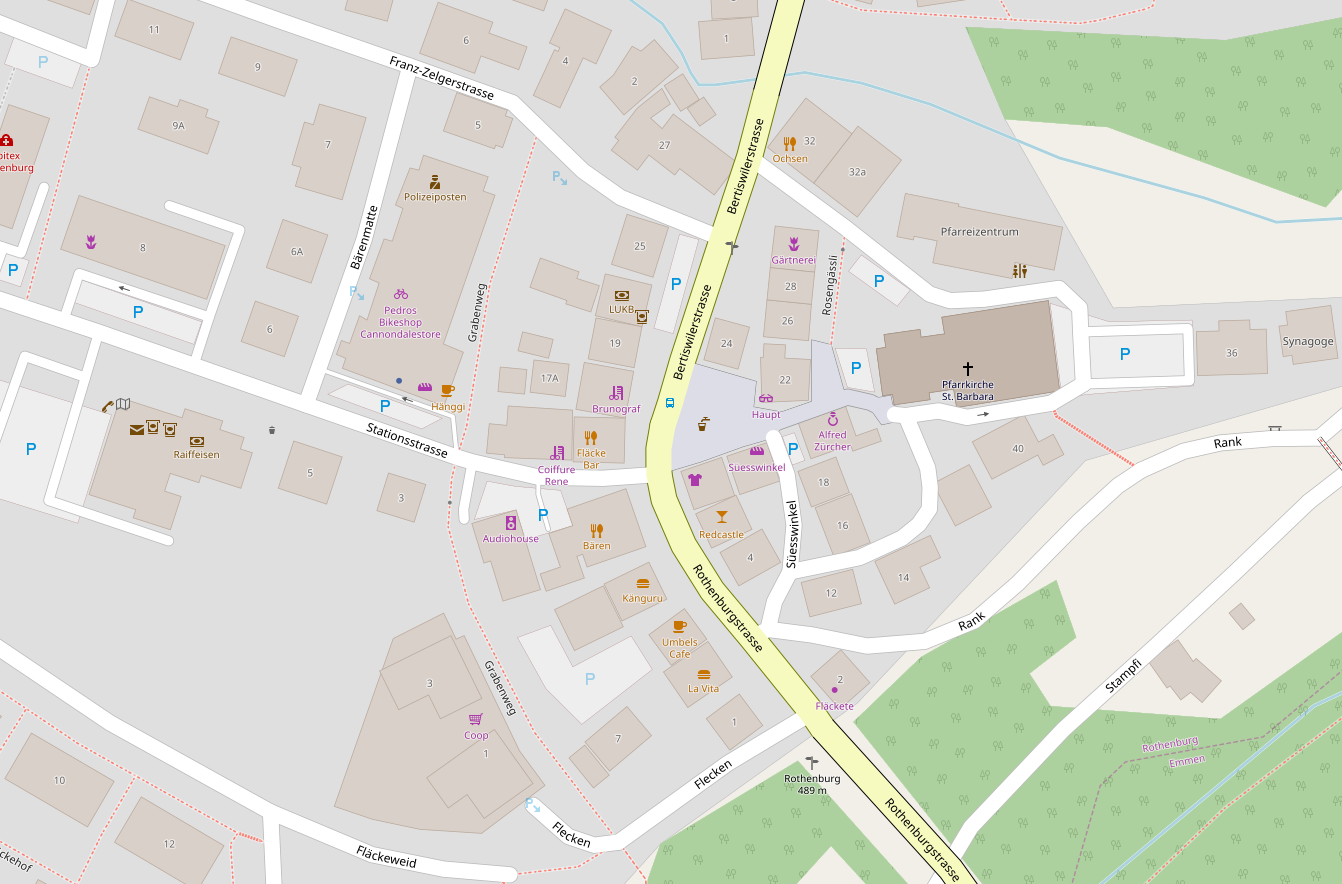 11
9
6
4
2
1
P
Franz-Zelgerstrasse
9A
7
5
27
Bertiswilerstrasse
32
Ochsen
32a
Polizeiposten
P
8
6A
Bärenmatte
25
Pfarreizentrum
Gärtnerei
P
P
P
28
Rosengässli
P
P
LUKB
26
Grabenweg
Pedros
Bikeshop
Cannondalestore
Bertiswilerstrasse
6
19
24
36
Synagoge
P
P
17A
22
Pfarrkirche
St. Barbara
Hänggi
P
Brunograf
Haupt
Alfred
Zürcher
Stationsstrasse
Fläcke
Bar
P
Süesswinkel
40
Rank
P
Raiffeisen
5
3
Coiffure
Rene
18
P
Audiohouse
Bären
Redcastle
16
Süesswinkel
4
14
12
Känguru
Rothenburgstrasse
Rank
Umbels
Cafe
La Vita
2
Fläckete
Stampfi
3
Grabenweg
P
Coop
1
7
1
Rothenburg
Emmen
Flecken
Rothenburg
489 m
10
P
Flecken
12
Fläckeweid
Rothenburgstrasse